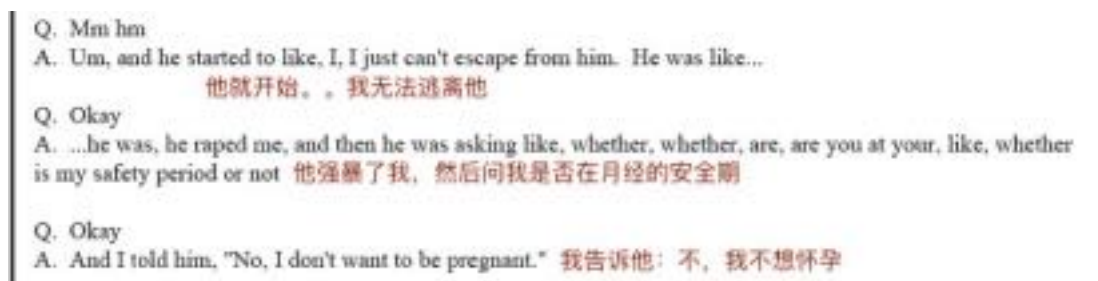 Q. Mm hm
A. Um, and he started to like, I, I just can't escape from him. He was like...
他就开始。。我无法逃离他
Q. Okay
A. ...he was, he raped me, and then he was asking like, whether, whether, are, are you at your, like, whether
is my safety period or not 他强暴了我，然后问我是否在月经的安全期
Q. Okay
A. And I told him, "No, I don't want to be pregnant." 我告诉他：不，我不想怀孕